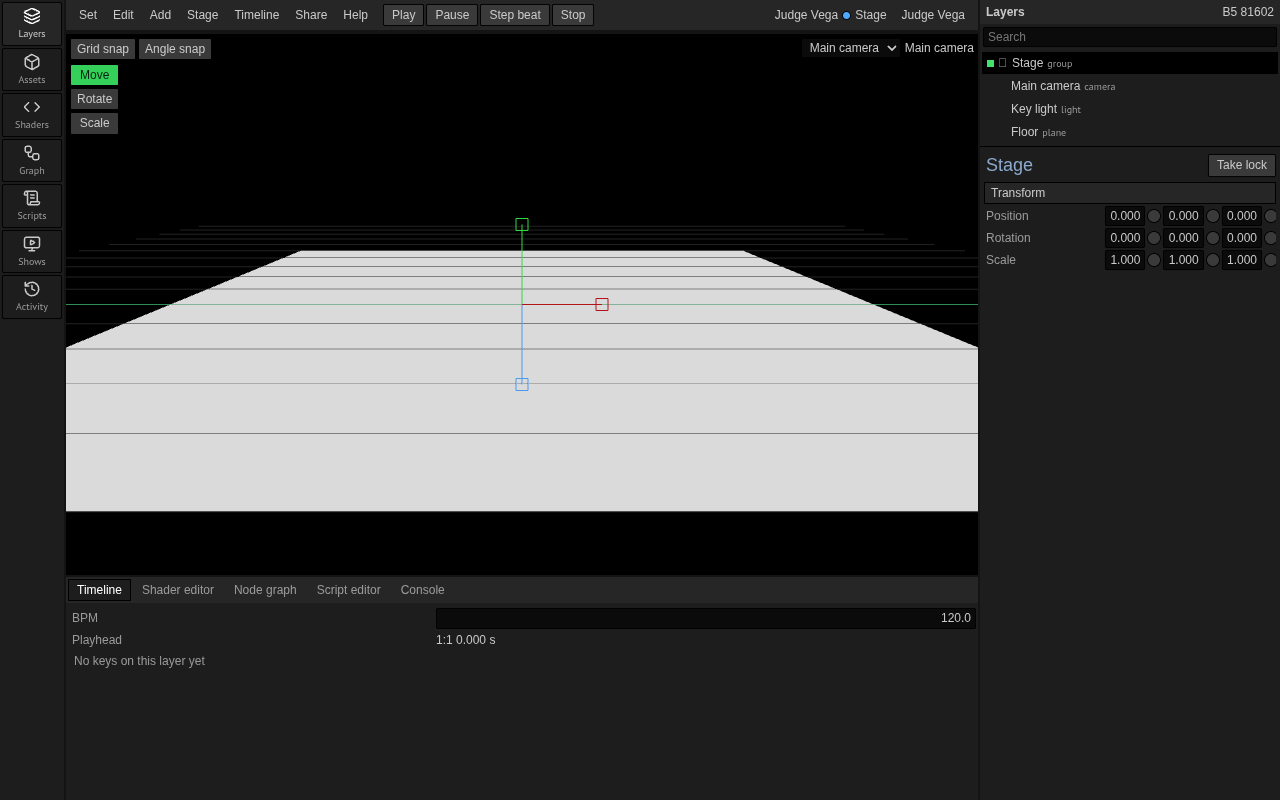 Layers
Assets
Shaders
Graph
Scripts
Shows
Activity
Set Edit Add Stage Timeline Share Help Play Pause Step beat Stop Judge Vega Stage Judge Vega
Grid snap Angle snap Main camera Main camera
Move
Rotate
Scale
Timeline Shader editor Node graph Script editor Console
BPM 120.0
Playhead 1:1 0.000 s
No keys on this layer yet
Layers B5 81602
Search
Stage group
Main camera camera
Key light light
Floor plane
Stage Take lock
Transform
Position 0.000 0.000 0.000
Rotation 0.000 0.000 0.000
Scale 1.000 1.000 1.000